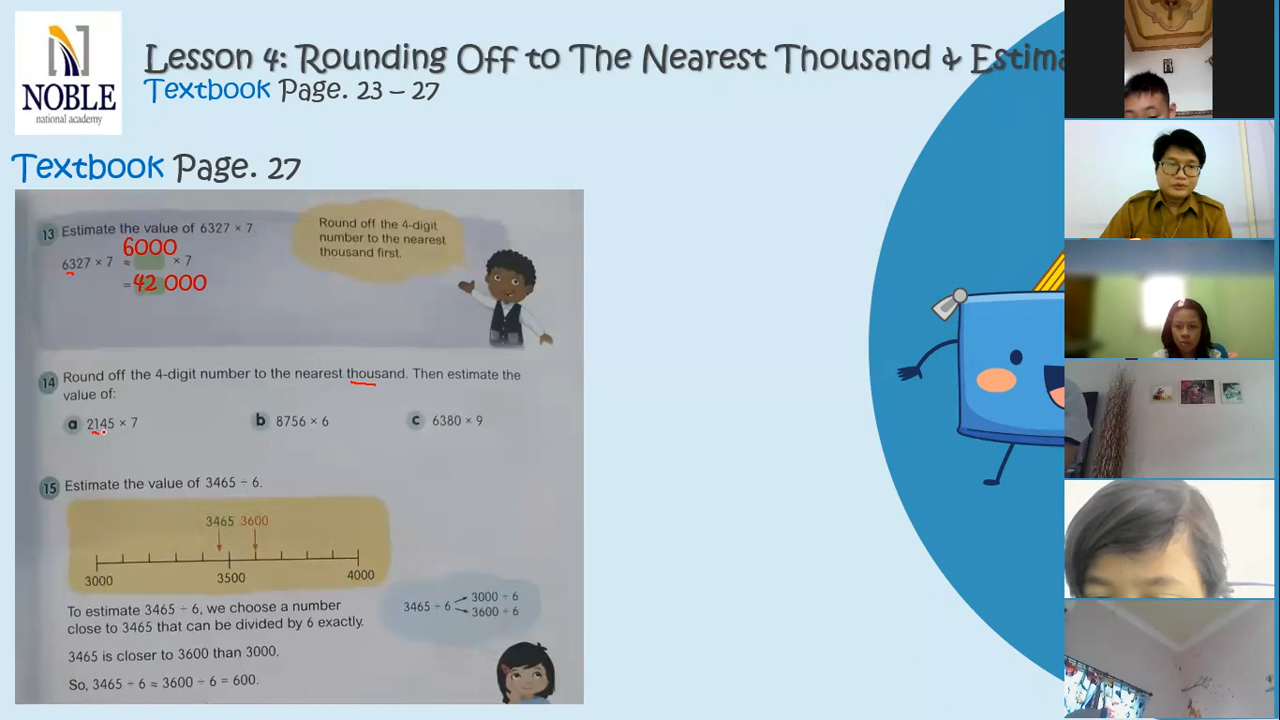 NOBLE
national academy
Lesson 4: Rounding Off to The Nearest Thousand & Estima
Textbook Page. 23 – 27
Textbook Page. 27
13 Estimate the value of 6327 × 7.
6000
6327 × 7 ≈ × 7
= 42 000
Round off the 4-digit
number to the nearest
thousand first.
14 Round off the 4-digit number to the nearest thousand. Then estimate the
value of:
a 2145 × 7 b 8756 × 6 c 6380 × 9
15 Estimate the value of 3465 ÷ 6.
3465 3600
3000 3500 4000
To estimate 3465 ÷ 6, we choose a number
close to 3465 that can be divided by 6 exactly.
3465 ÷ 6 3000 ÷ 6
3600 ÷ 6
3465 is closer to 3600 than 3000.
So, 3465 ÷ 6 ≈ 3600 ÷ 6 = 600.